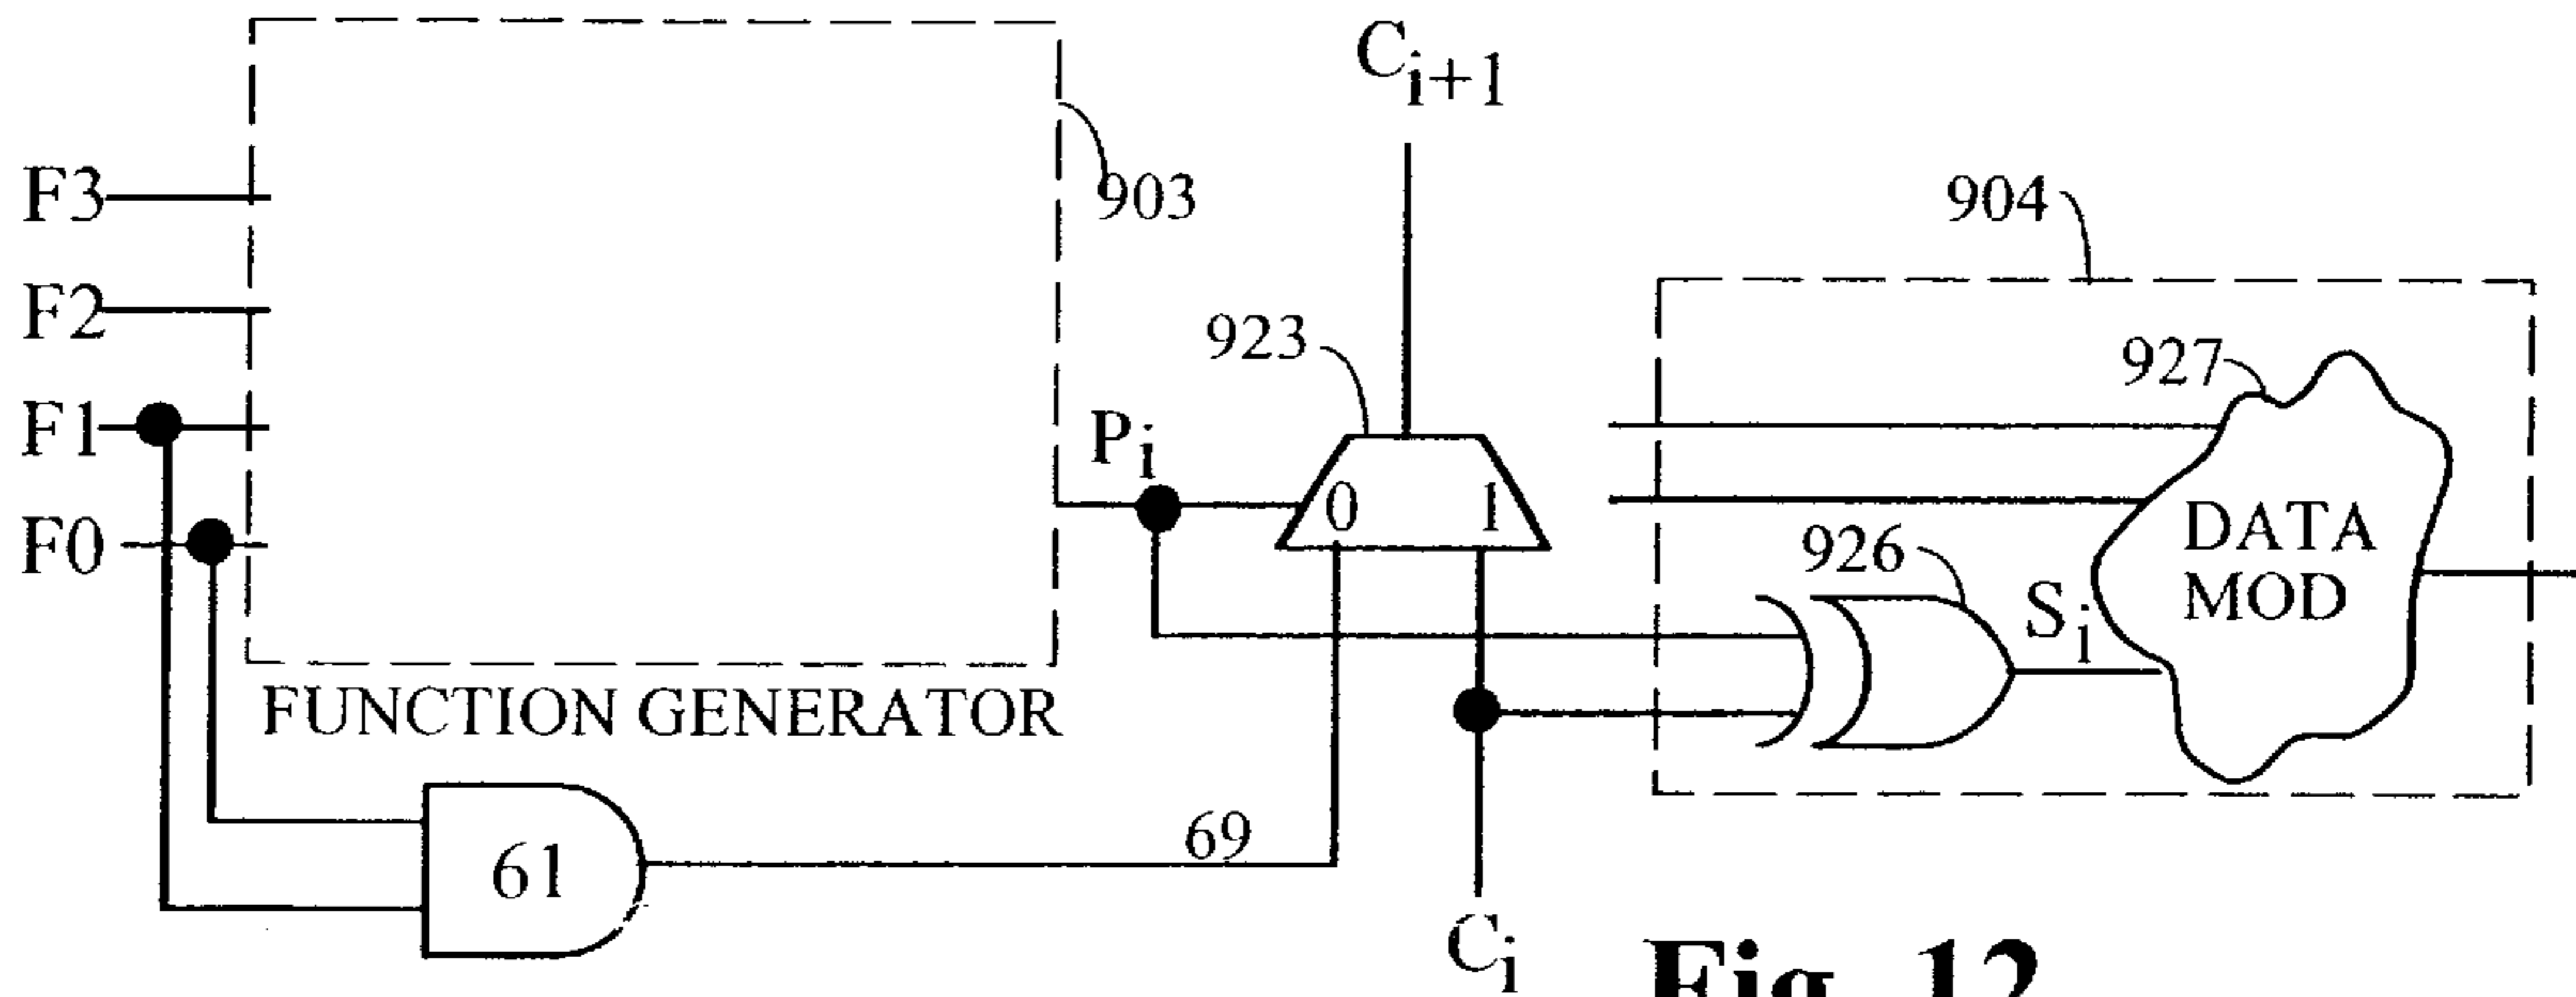 C_{i+1}
F3
903
904
F2
923
927
F1
P_i
0 1
DATA
MOD
F0
926
S_i
FUNCTION GENERATOR
69
61
C_i
Fig. 12